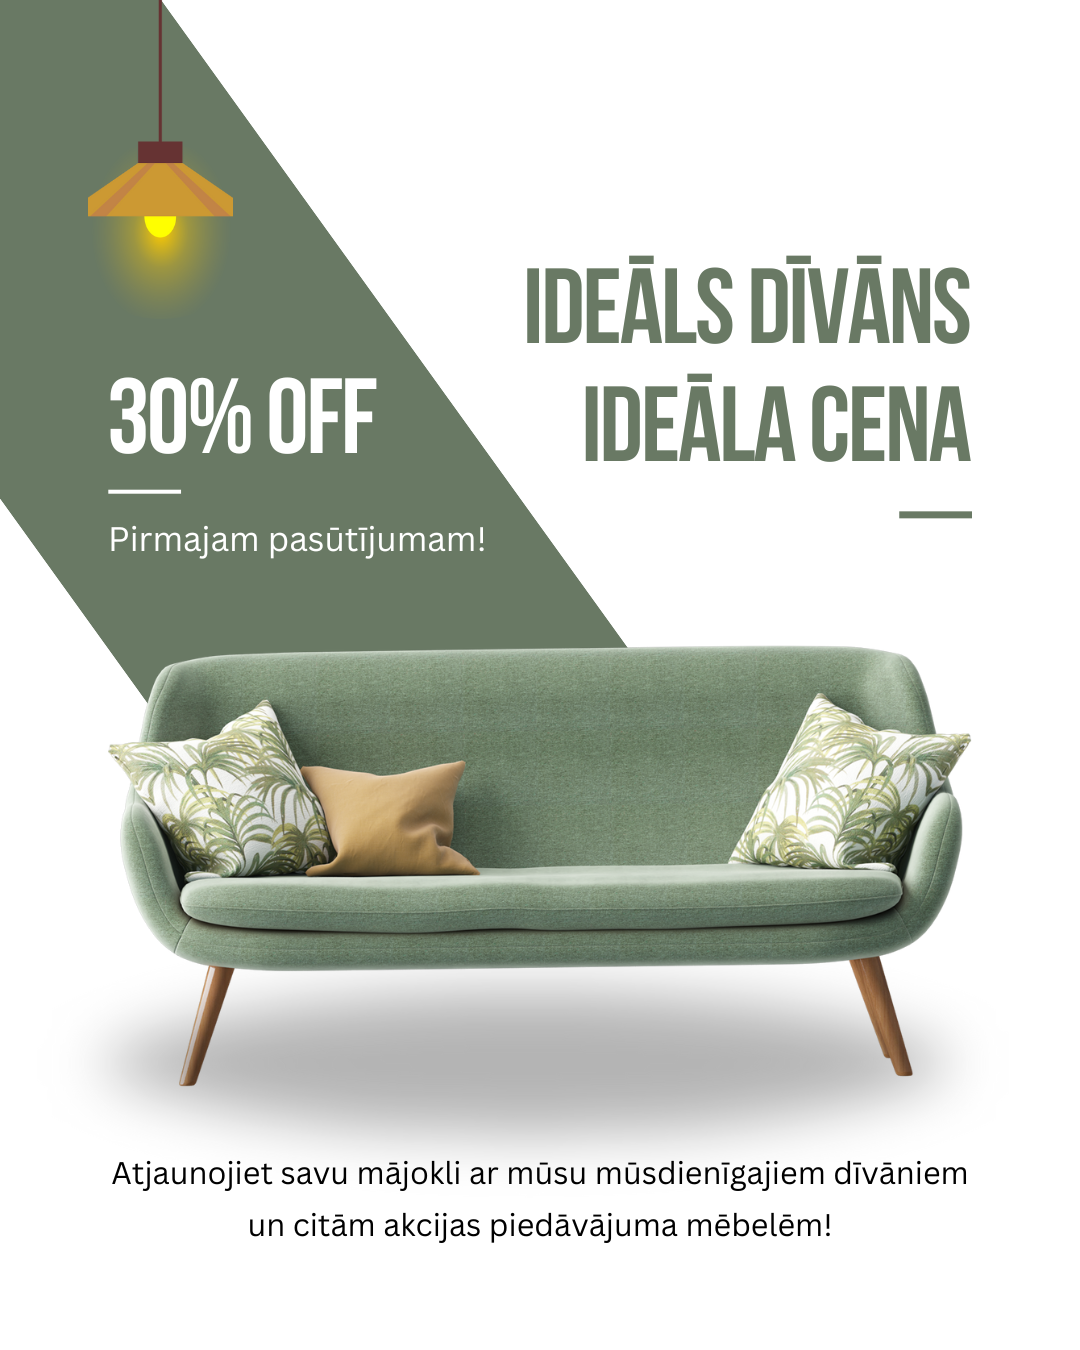 IDEĀLS DĪVĀNS
IDEĀLA CENA
30% OFF
Pirmajam pasūtījumam!
Atjaunojiet savu mājokli ar mūsu mūsdienīgajiem dīvāniem
un citām akcijas piedāvājuma mēbelēm!